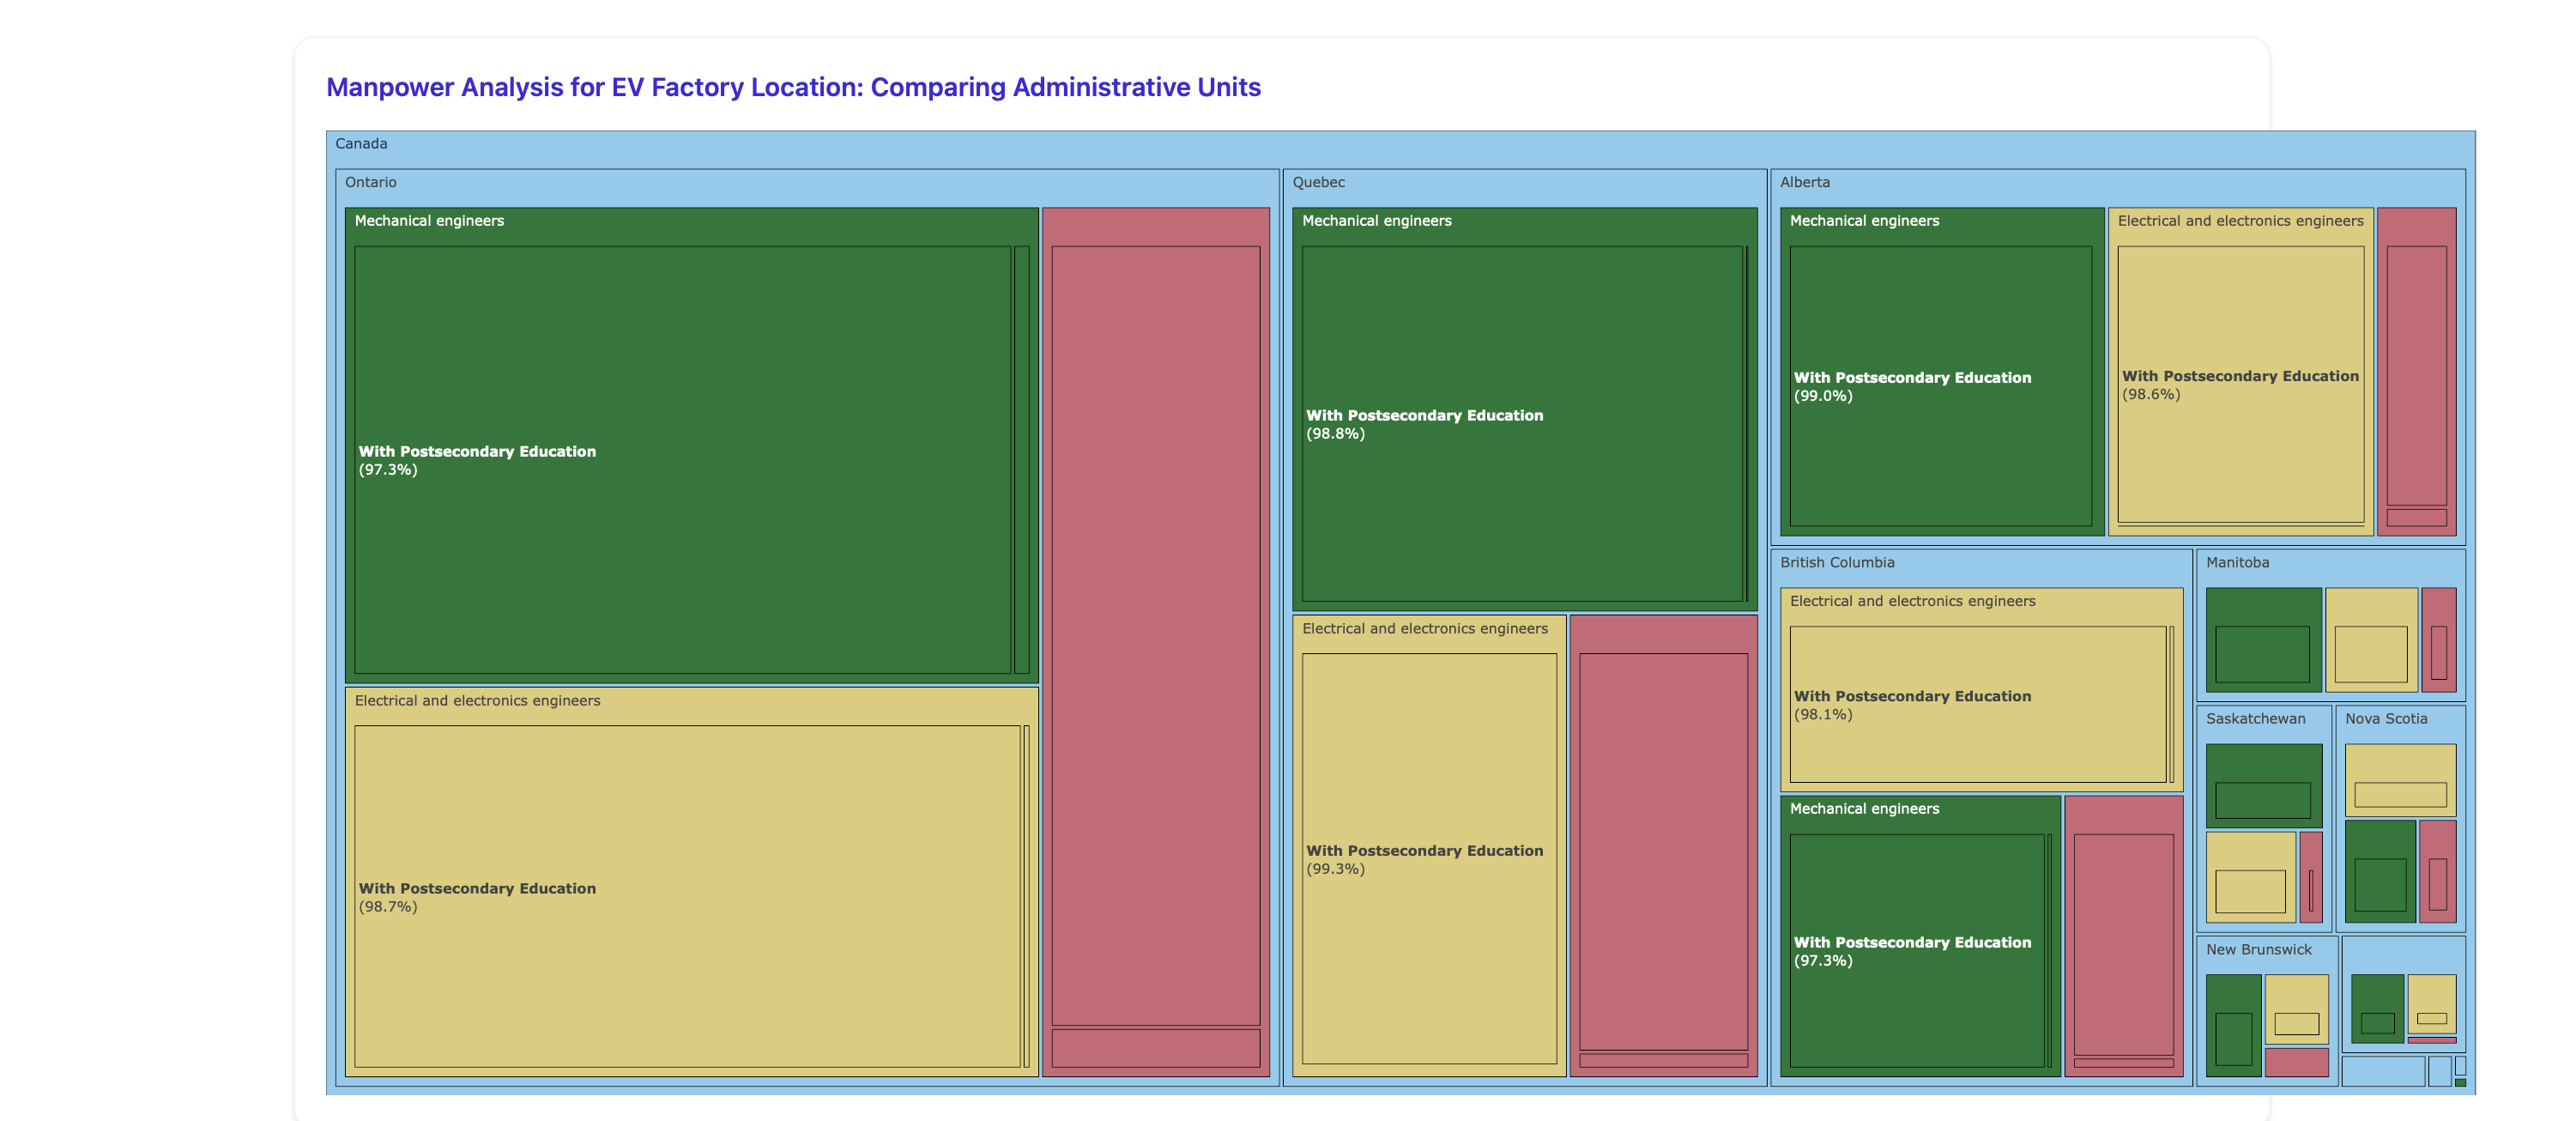 Manpower Analysis for EV Factory Location: Comparing Administrative Units
Canada
Ontario
Mechanical engineers
With Postsecondary Education
(97.3%)
Electrical and electronics engineers
With Postsecondary Education
(98.7%)
Quebec
Mechanical engineers
With Postsecondary Education
(98.8%)
Electrical and electronics engineers
With Postsecondary Education
(99.3%)
Alberta
Mechanical engineers
With Postsecondary Education
(99.0%)
Electrical and electronics engineers
With Postsecondary Education
(98.6%)
British Columbia
Electrical and electronics engineers
With Postsecondary Education
(98.1%)
Mechanical engineers
With Postsecondary Education
(97.3%)
Manitoba
Saskatchewan
Nova Scotia
New Brunswick